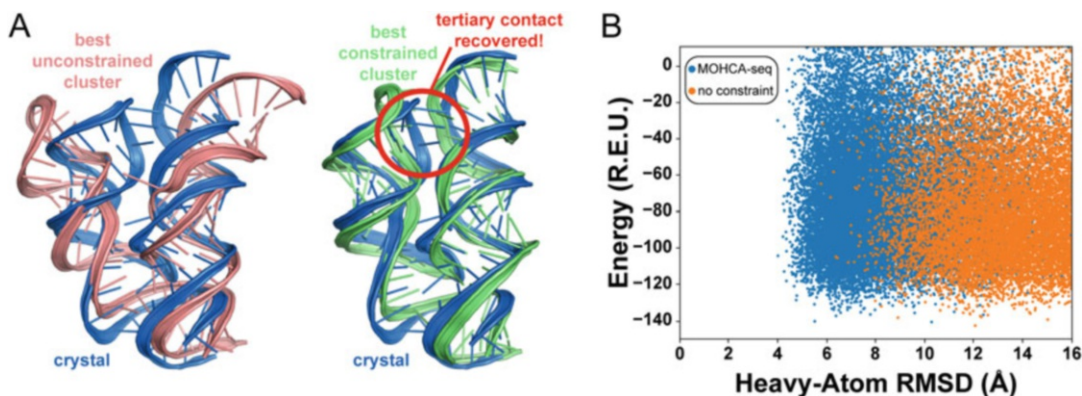 A
best
unconstrained
cluster
crystal
best
constrained
cluster
tertiary contact
recovered!
crystal
B
MOHCA-seq
no constraint
Energy (R.E.U.)
0
−20
−40
−60
−80
−100
−120
−140
0 2 4 6 8 10 12 14 16
Heavy-Atom RMSD (Å)